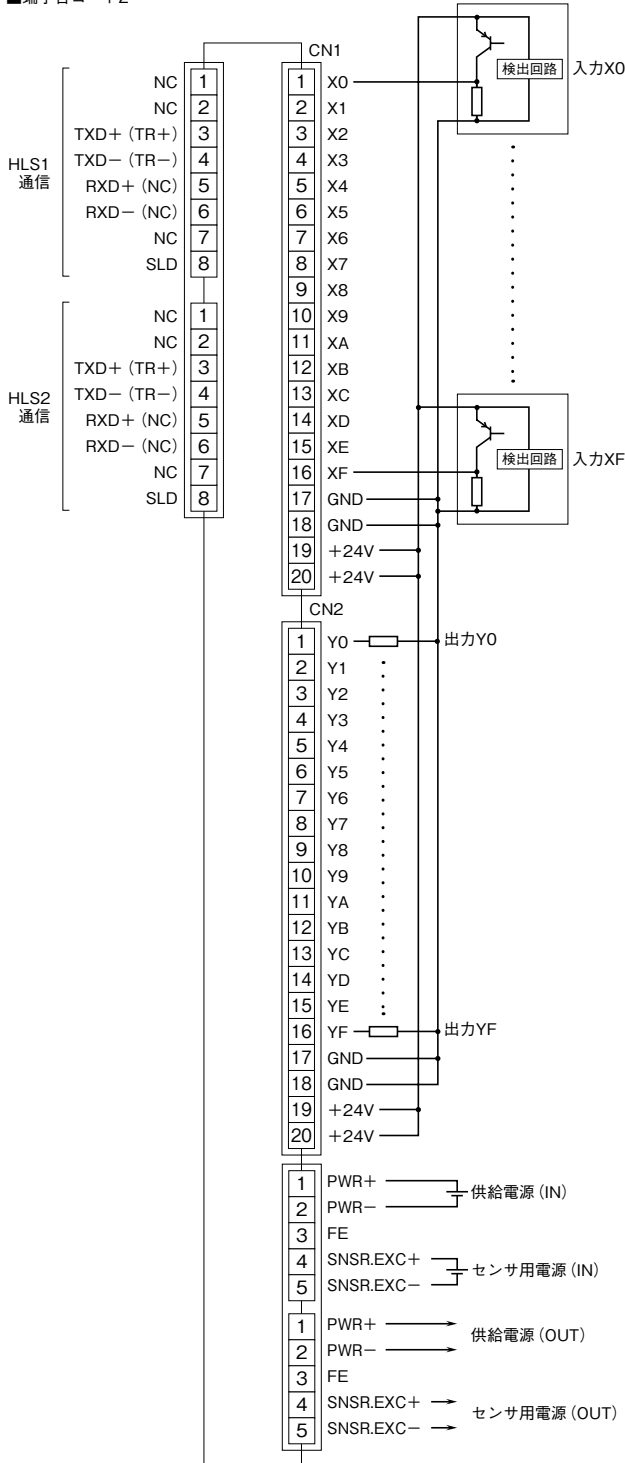 CN1
HLS1
通信
NC 1
NC 2
TXD+ (TR+) 3
TXD− (TR−) 4
RXD+ (NC) 5
RXD− (NC) 6
NC 7
SLD 8
HLS2
通信
NC 1
NC 2
TXD+ (TR+) 3
TXD− (TR−) 4
RXD+ (NC) 5
RXD− (NC) 6
NC 7
SLD 8
1 X0
2 X1
3 X2
4 X3
5 X4
6 X5
7 X6
8 X7
9 X8
10 X9
11 XA
12 XB
13 XC
14 XD
15 XE
16 XF
17 GND
18 GND
19 +24V
20 +24V
検出回路 入力X0
検出回路 入力XF
CN2
1 Y0 出力Y0
2 Y1
3 Y2
4 Y3
5 Y4
6 Y5
7 Y6
8 Y7
9 Y8
10 Y9
11 YA
12 YB
13 YC
14 YD
15 YE
16 YF 出力YF
17 GND
18 GND
19 +24V
20 +24V
1 PWR+
2 PWR−
供給電源(IN)
3 FE
4 SNSR.EXC+
5 SNSR.EXC−
センサ用電源(IN)
1 PWR+
2 PWR−
供給電源(OUT)
3 FE
4 SNSR.EXC+
5 SNSR.EXC−
センサ用電源(OUT)